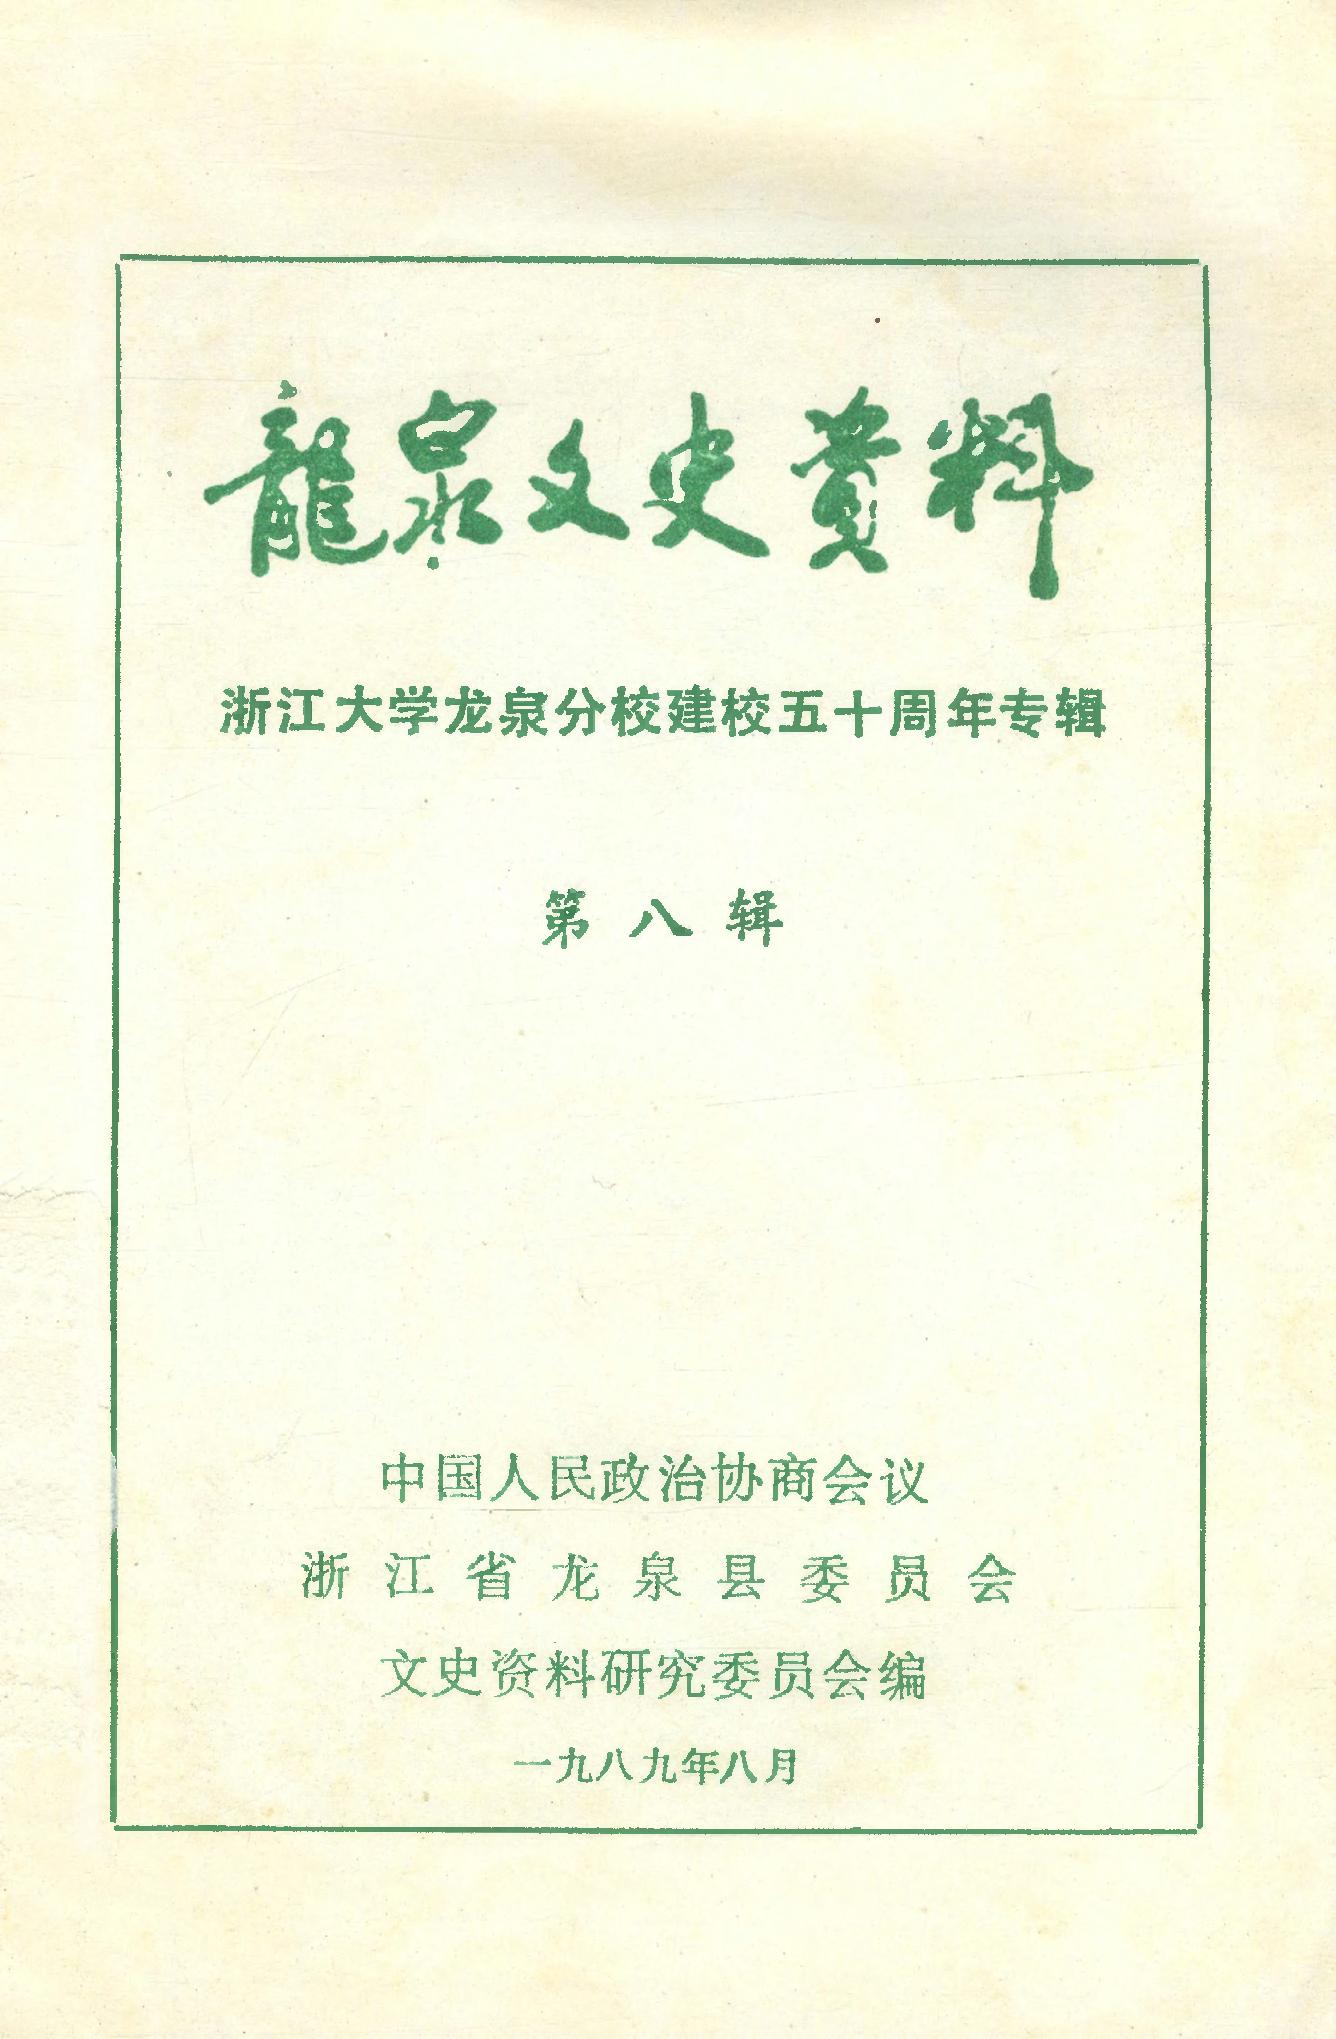 龍泉文史資料
浙江大学龙泉分校建校五十周年专辑
第八辑
中国人民政治协商会议
浙江省龙泉县委员会
文史资料研究委员会编
一九八九年八月